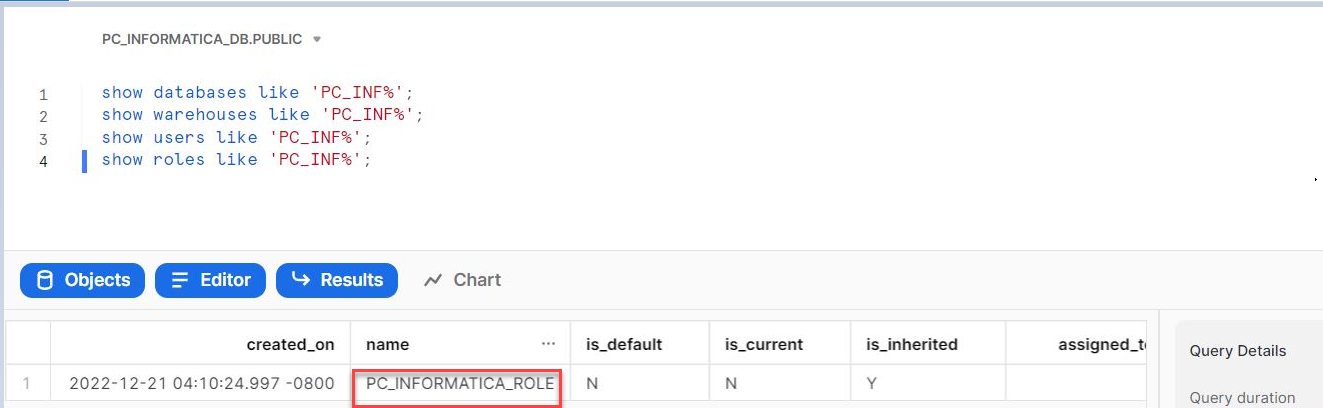 PC_INFORMATICA_DB.PUBLIC
1 show databases like 'PC_INF%';
2 show warehouses like 'PC_INF%';
3 show users like 'PC_INF%';
4 show roles like 'PC_INF%';
Objects Editor Results Chart
created_on name ... is_default is_current is_inherited
Query Details
1 2022-12-21 04:10:24.997 -0800 PC_INFORMATICA_ROLE N N Y
Query duration